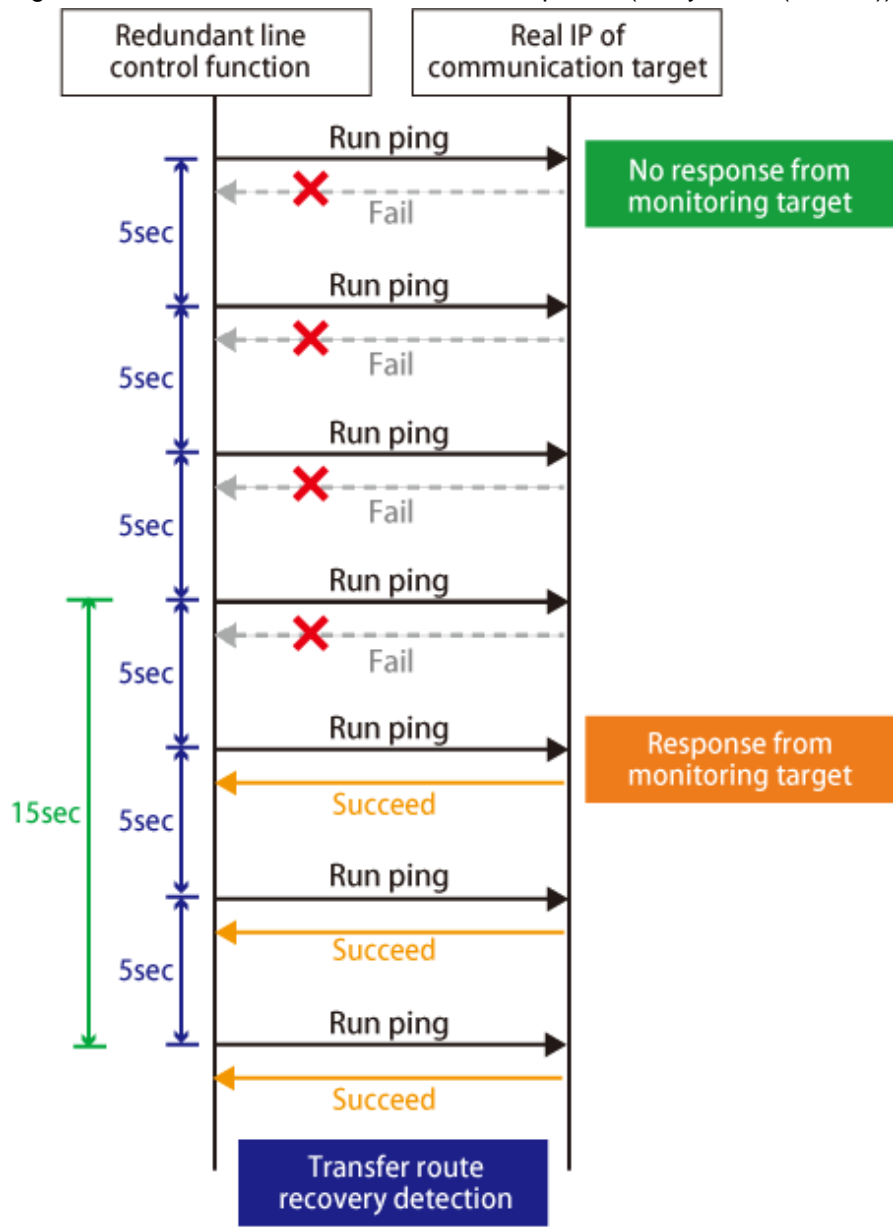 Redundant line
control function
Real IP of
communication target
Run ping
No response from
monitoring target
Fail
5sec
Run ping
Fail
5sec
Run ping
Fail
5sec
Run ping
Fail
5sec
Run ping
Response from
monitoring target
Succeed
15sec
5sec
Run ping
Succeed
5sec
Run ping
Succeed
Transfer route
recovery detection